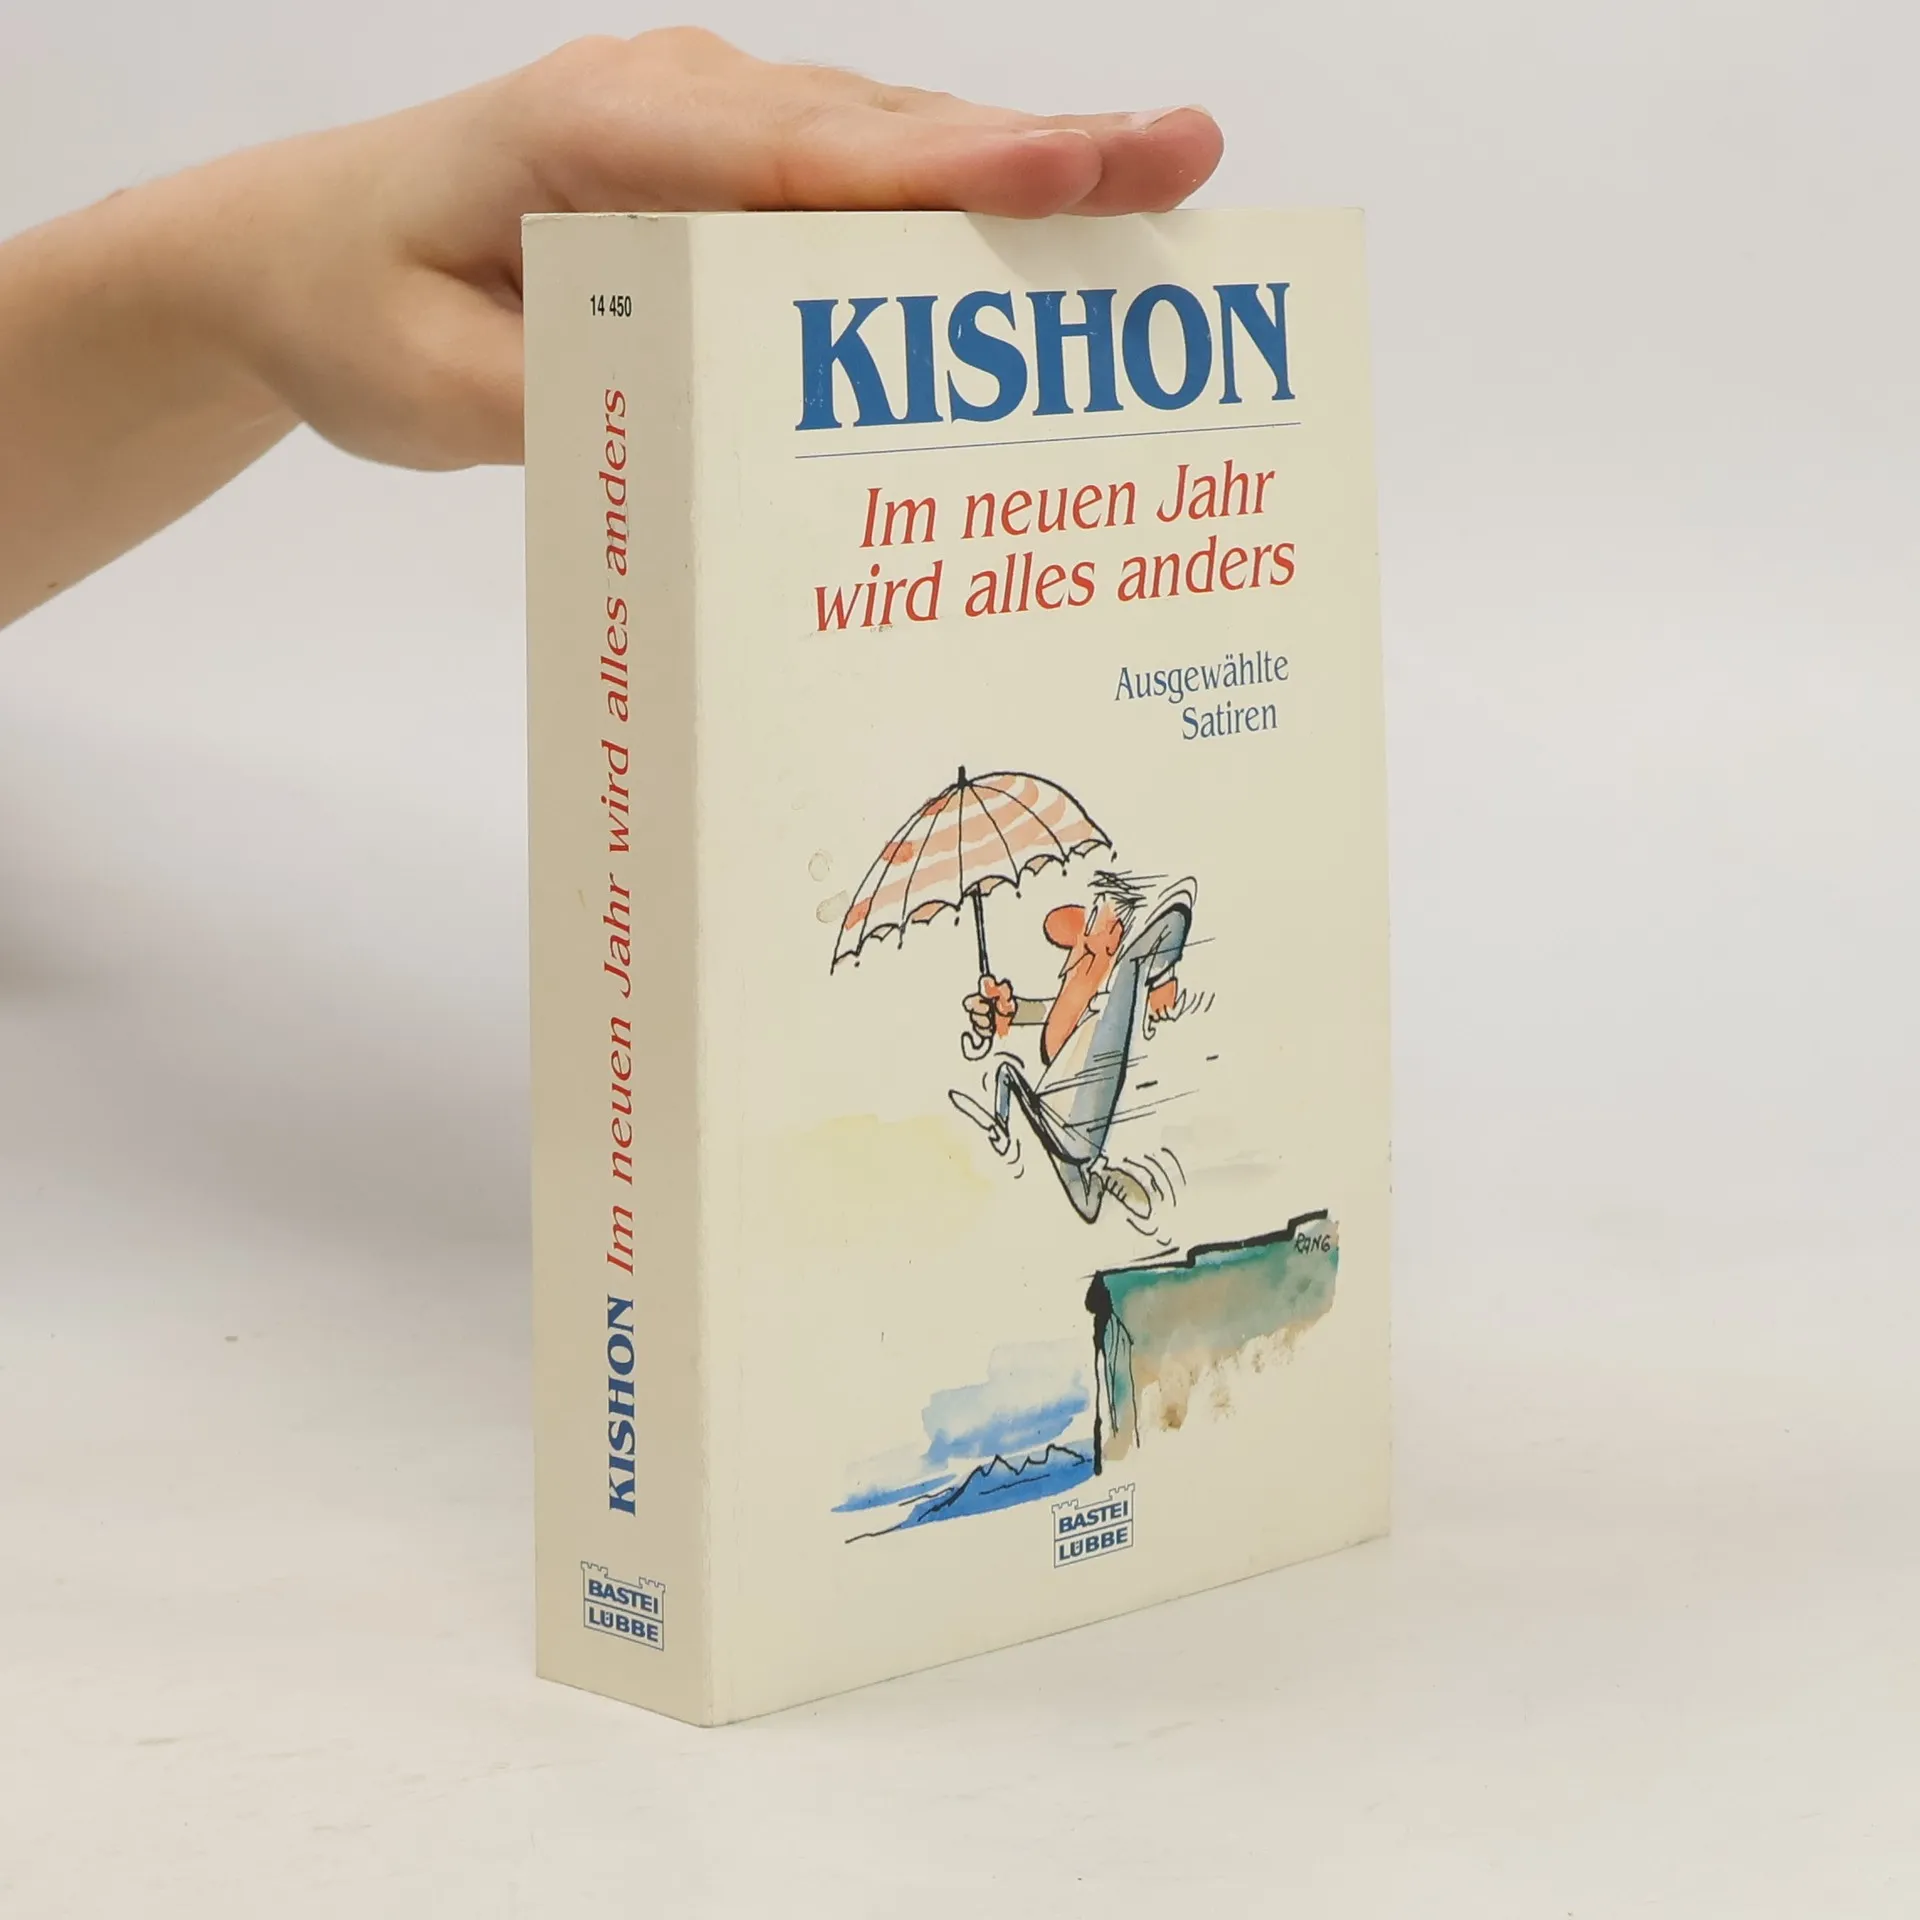 14 450
KISHON Im neuen Jahr wird alles anders
BASTEI
LÜBBE
KISHON
Im neuen Jahr
wird alles anders
Ausgewählte
Satiren
RANG
BASTEI
LÜBBE